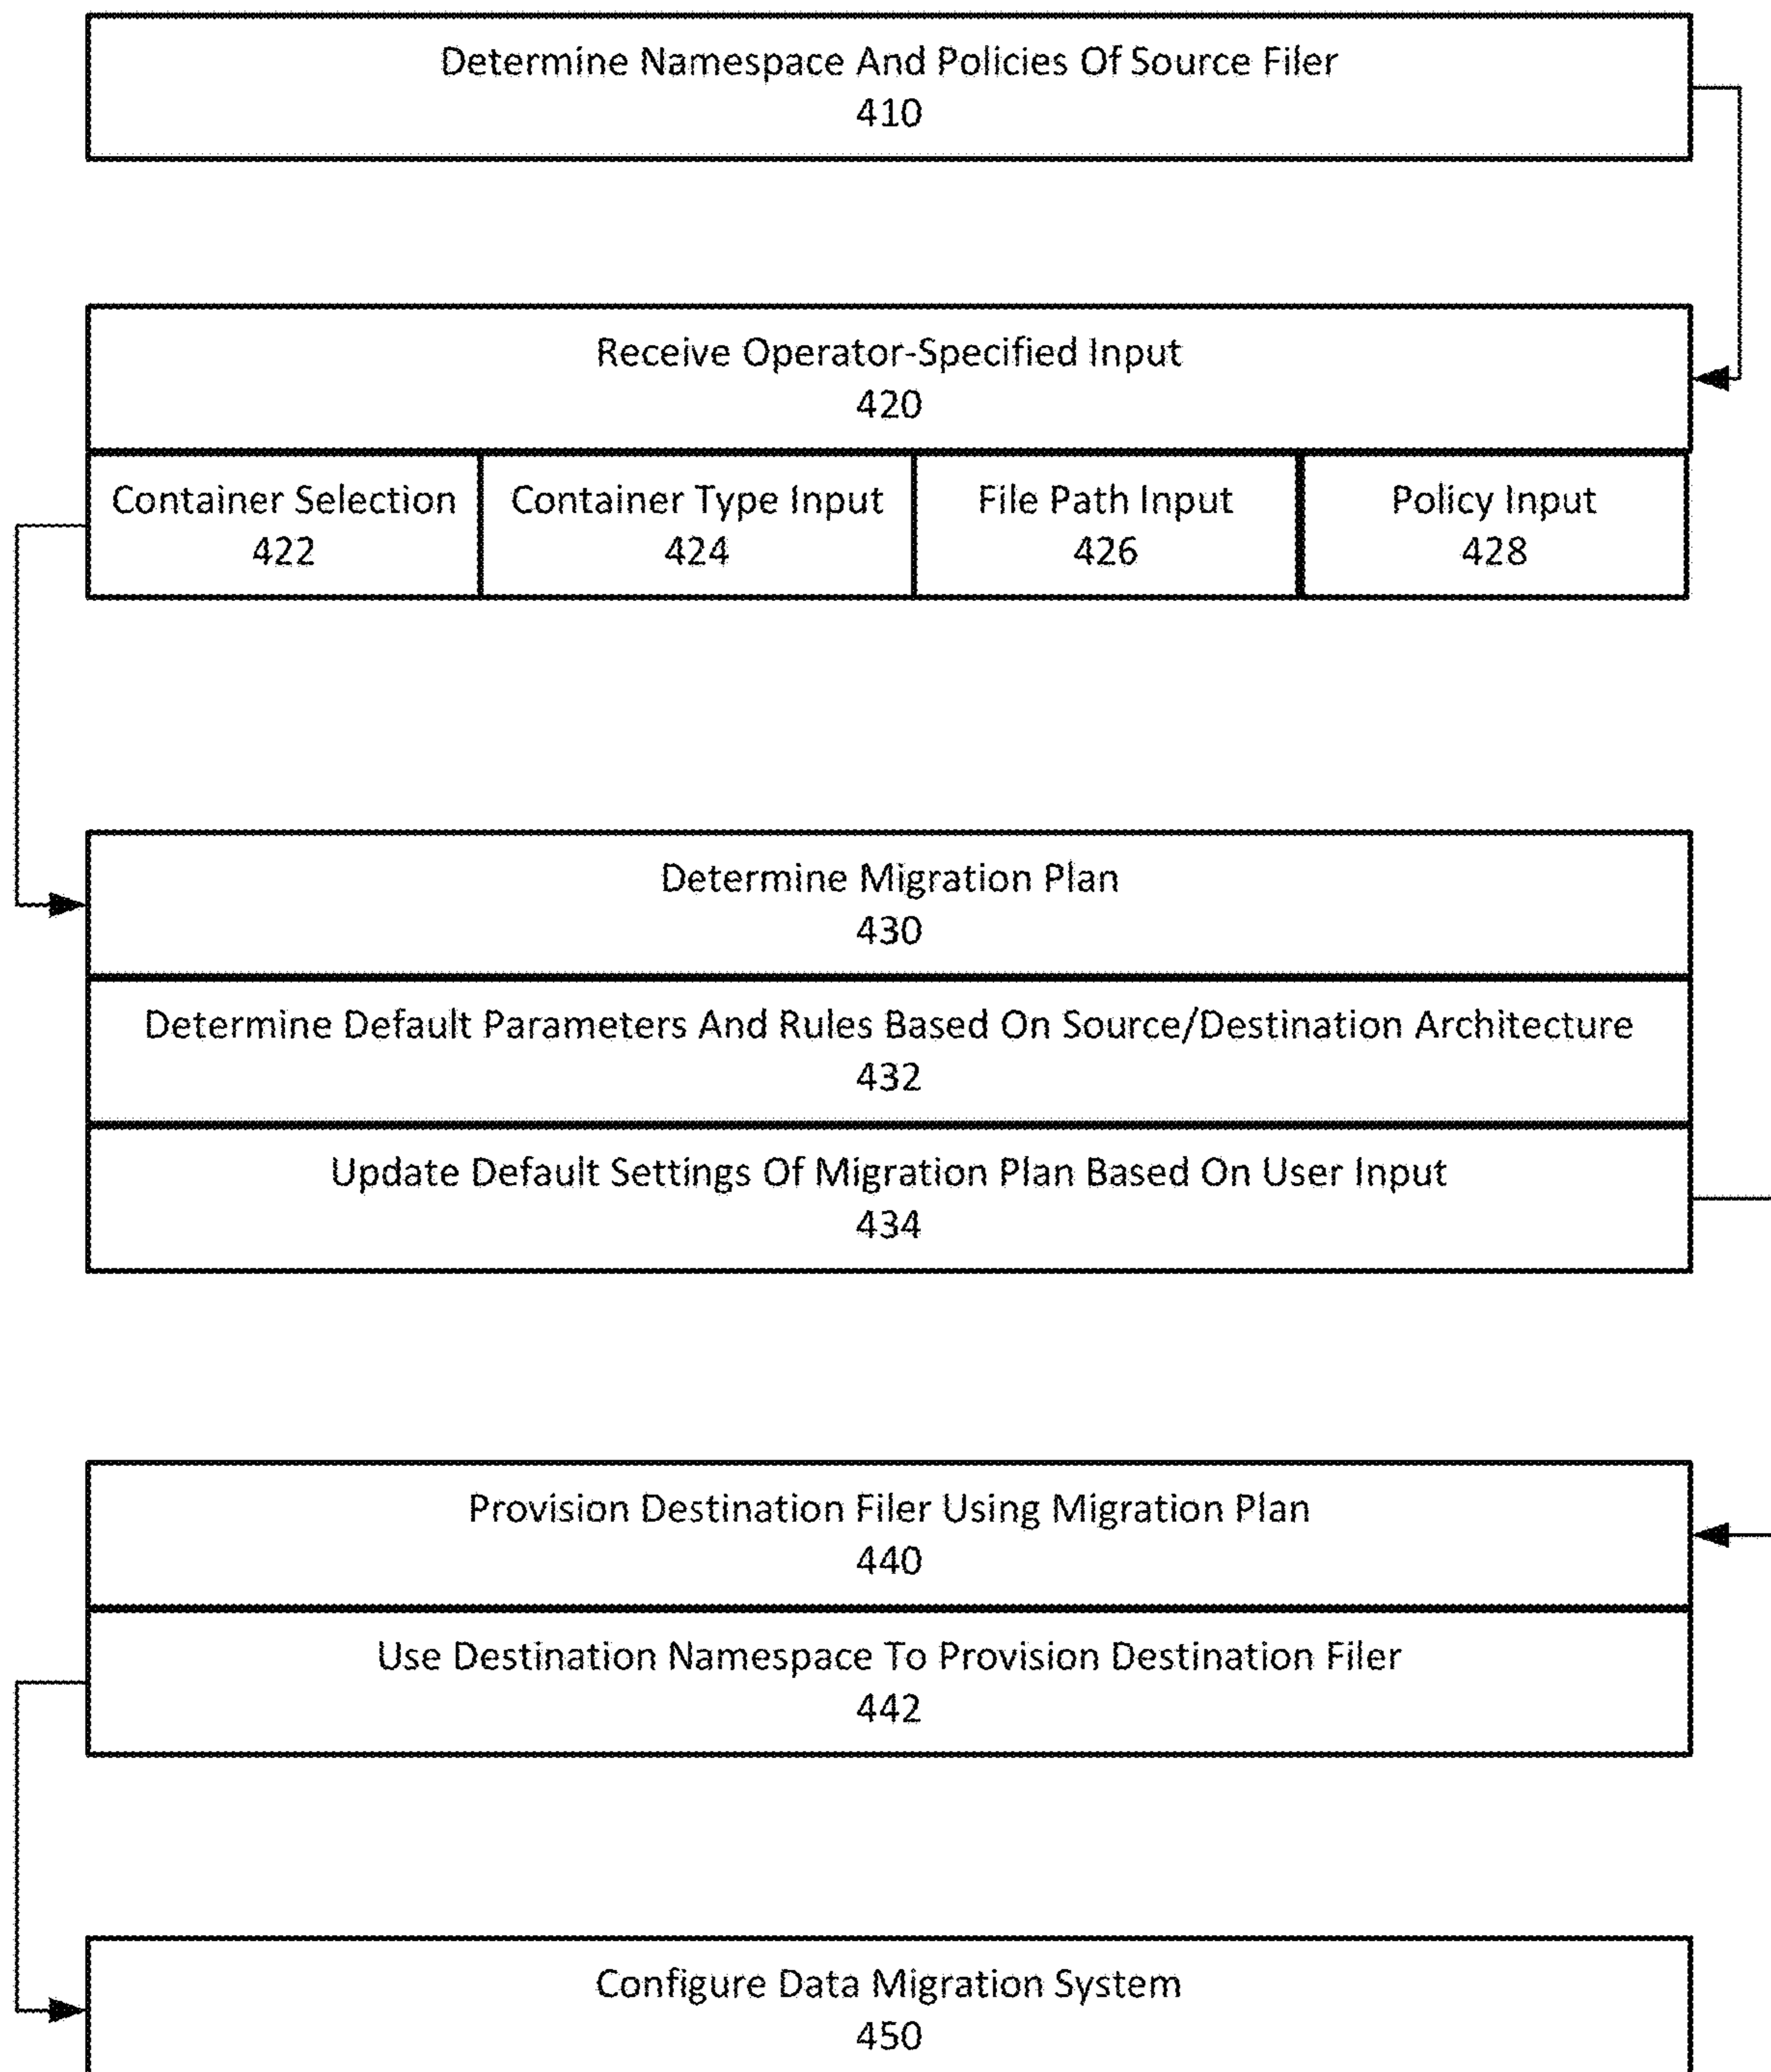 Determine Namespace And Policies Of Source Filer
410
Receive Operator-Specified Input
420
Container Selection
422
Container Type Input
424
File Path Input
426
Policy Input
428
Determine Migration Plan
430
Determine Default Parameters And Rules Based On Source/Destination Architecture
432
Update Default Settings Of Migration Plan Based On User Input
434
Provision Destination Filer Using Migration Plan
440
Use Destination Namespace To Provision Destination Filer
442
Configure Data Migration System
450